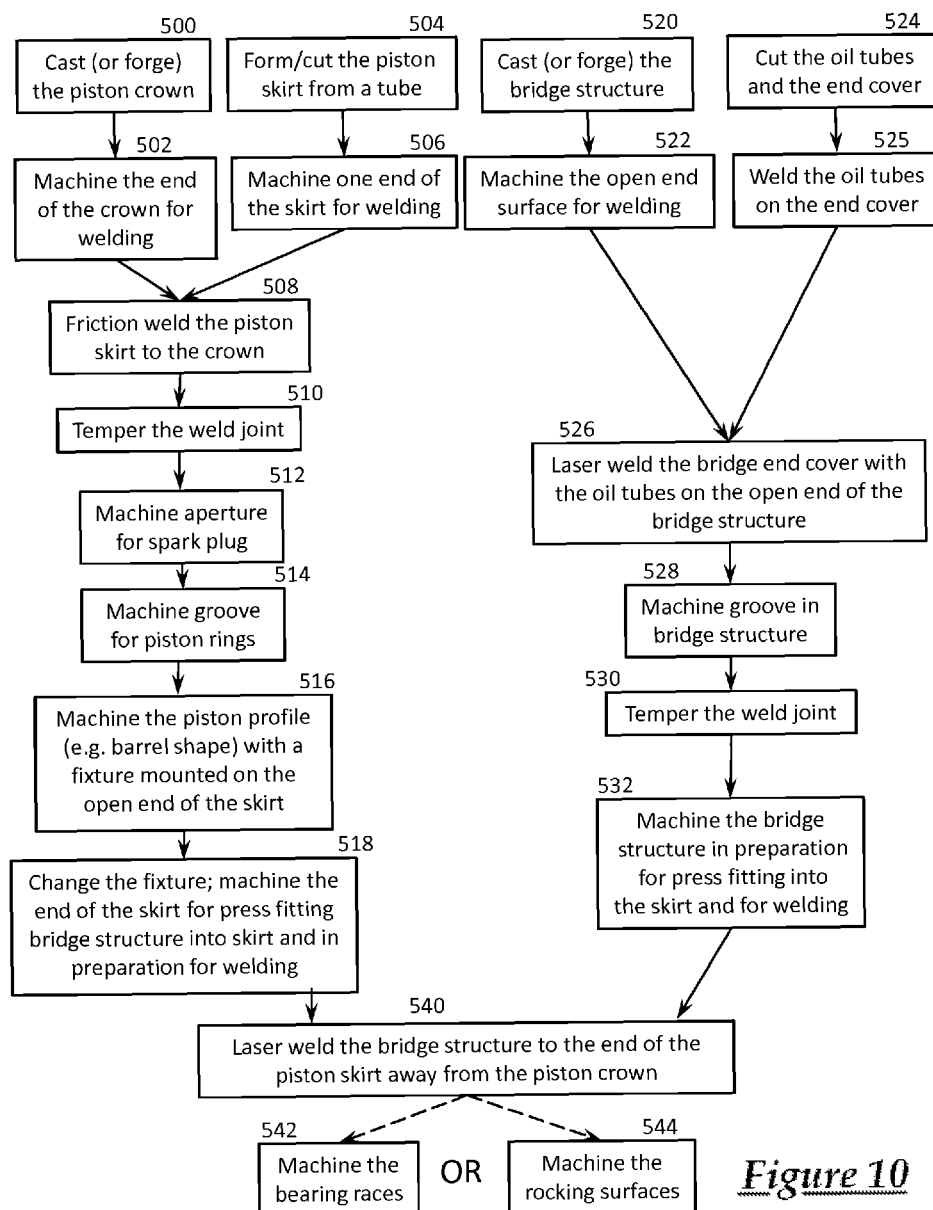 500
Cast (or forge)
the piston crown
504
Form/cut the piston
skirt from a tube
520
Cast (or forge) the
bridge structure
524
Cut the oil tubes
and the end cover
502
Machine the end
of the crown for
welding
506
Machine one end of
the skirt for welding
522
Machine the open end
surface for welding
525
Weld the oil tubes
on the end cover
508
Friction weld the piston
skirt to the crown
510
Temper the weld joint
512
Machine aperture
for spark plug
514
Machine groove
for piston rings
516
Machine the piston profile
(e.g. barrel shape) with a
fixture mounted on the
open end of the skirt
518
Change the fixture; machine the
end of the skirt for press fitting
bridge structure into skirt and in
preparation for welding
526
Laser weld the bridge end cover with
the oil tubes on the open end of the
bridge structure
528
Machine groove in
bridge structure
530
Temper the weld joint
532
Machine the bridge
structure in preparation
for press fitting into
the skirt and for welding
540
Laser weld the bridge structure to the end of the
piston skirt away from the piston crown
542
Machine the
bearing races
OR
544
Machine the
rocking surfaces
Figure 10